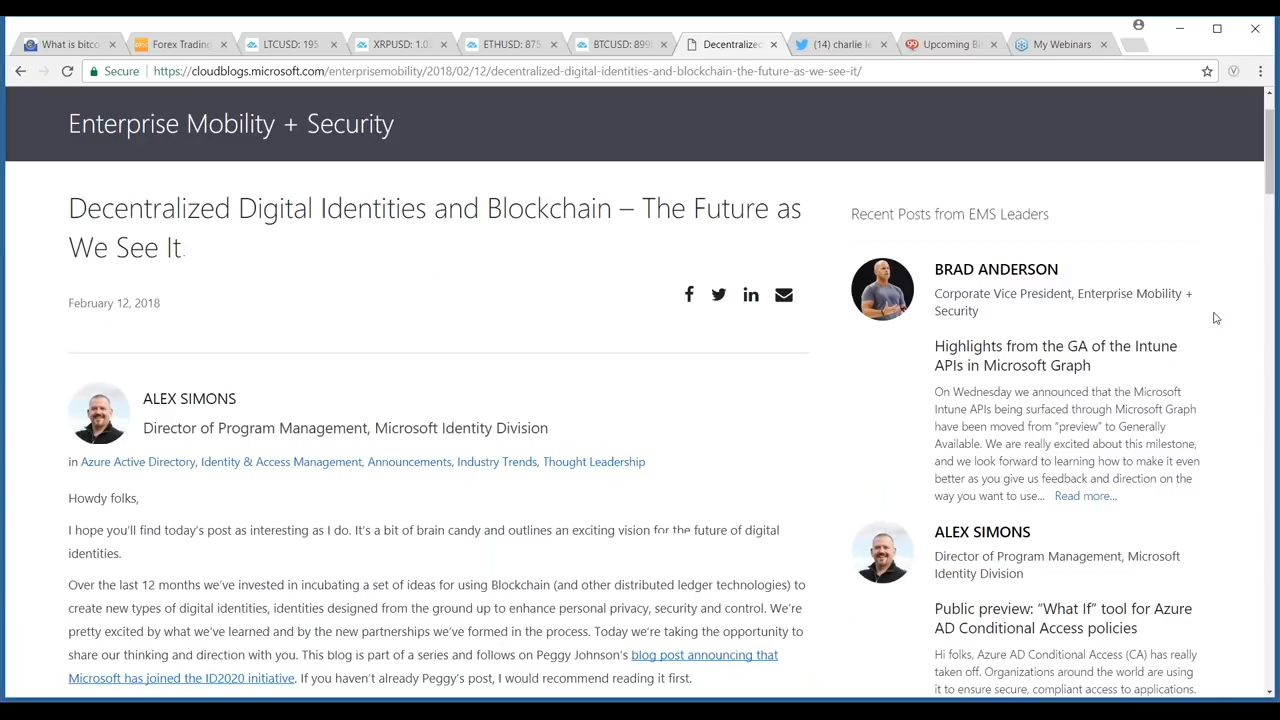 What is bitco
Forex Trading
LTCUSD: 195
XRPUSD: 1
ETHUSD: 875
BTCUSD: 899
Decentralize
(14) charlie le
Upcoming Bl
My Webinars
Secure
https://cloudblogs.microsoft.com/enterprisemobility/2018/02/12/decentralized-digital-identities-and-blockchain-the-future-as-we-see-it/
Enterprise Mobility + Security
Decentralized Digital Identities and Blockchain – The Future as
We See It.
February 12, 2018
ALEX SIMONS
Director of Program Management, Microsoft Identity Division
in Azure Active Directory, Identity & Access Management, Announcements, Industry Trends, Thought Leadership
Howdy folks,
I hope you'll find today's post as interesting as I do. It's a bit of brain candy and outlines an exciting vision for the future of digital
identities.
Over the last 12 months we've invested in incubating a set of ideas for using Blockchain (and other distributed ledger technologies) to
create new types of digital identities, identities designed from the ground up to enhance personal privacy, security and control. We're
pretty excited by what we've learned and by the new partnerships we've formed in the process. Today we're taking the opportunity to
share our thinking and direction with you. This blog is part of a series and follows on Peggy Johnson's blog post announcing that
Microsoft has joined the ID2020 initiative. If you haven't already Peggy's post, I would recommend reading it first.
Recent Posts from EMS Leaders
BRAD ANDERSON
Corporate Vice President, Enterprise Mobility +
Security
Highlights from the GA of the Intune
APIs in Microsoft Graph
On Wednesday we announced that the Microsoft
Intune APIs being surfaced through Microsoft Graph
have been moved from “preview” to Generally
Available. We are really excited about this milestone,
and we look forward to learning how to make it even
better as you give us feedback and direction on the
way you want to use... Read more...
ALEX SIMONS
Director of Program Management, Microsoft
Identity Division
Public preview: “What If” tool for Azure
AD Conditional Access policies
Hi folks, Azure AD Conditional Access (CA) has really
taken off. Organizations around the world are using
it to ensure secure, compliant access to applications.